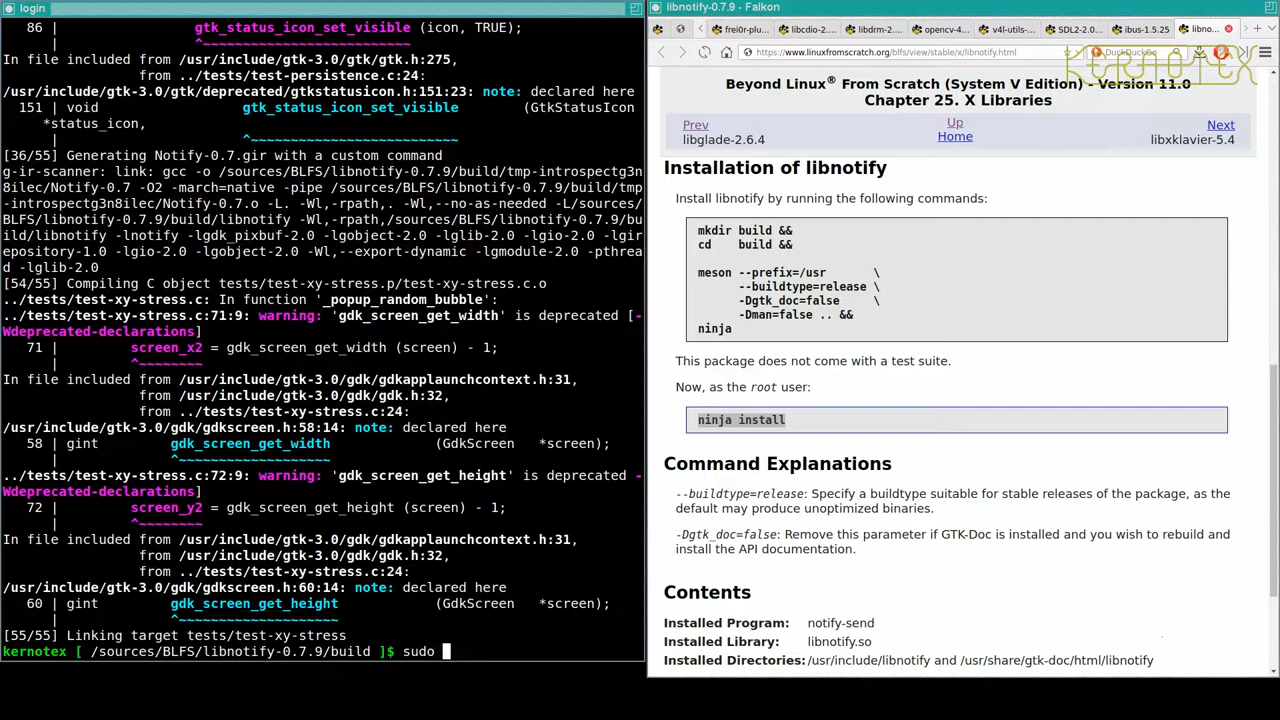 login
86 |          gtk_status_icon_set_visible (icon, TRUE);
|          ^~~~~~~~~~~~~~~~~~~~~~~~~~~
In file included from /usr/include/gtk-3.0/gtk/gtk.h:275,
from ../tests/test-persistence.c:24:
/usr/include/gtk-3.0/gtk/deprecated/gtkstatusicon.h:151:23: note: declared here
151 | void                  gtk_status_icon_set_visible        (GtkStatusIcon
*status_icon,
|                       ^~~~~~~~~~~~~~~~~~~~~~~~~~~
[36/55] Generating Notify-0.7.gir with a custom command
g-ir-scanner: link: gcc -o /sources/BLFS/libnotify-0.7.9/build/tmp-introspectg3n
8ilec/Notify-0.7 -O2 -march=native -pipe /sources/BLFS/libnotify-0.7.9/build/tmp
-introspectg3n8ilec/Notify-0.7.o -L. -Wl,-rpath,. -Wl,--no-as-needed -L/sources/
BLFS/libnotify-0.7.9/build/libnotify -Wl,-rpath,/sources/BLFS/libnotify-0.7.9/bu
ild/libnotify -lnotify -lgdk_pixbuf-2.0 -lgobject-2.0 -lglib-2.0 -lgio-2.0 -lgir
epository-1.0 -lgio-2.0 -lgobject-2.0 -Wl,--export-dynamic -lgmodule-2.0 -pthrea
d -lglib-2.0
[54/55] Compiling C object tests/test-xy-stress.p/test-xy-stress.c.o
../tests/test-xy-stress.c: In function '_popup_random_bubble':
../tests/test-xy-stress.c:71:9: warning: 'gdk_screen_get_width' is deprecated [-
Wdeprecated-declarations]
71 |         screen_x2 = gdk_screen_get_width (screen) - 1;
|         ^~~~~~~~~
In file included from /usr/include/gtk-3.0/gdk/gdkapplaunchcontext.h:31,
from /usr/include/gtk-3.0/gdk/gdk.h:32,
from ../tests/test-xy-stress.c:24:
/usr/include/gtk-3.0/gdk/gdkscreen.h:58:14: note: declared here
58 | gint         gdk_screen_get_width             (GdkScreen   *screen);
|              ^~~~~~~~~~~~~~~~~~~~
../tests/test-xy-stress.c:72:9: warning: 'gdk_screen_get_height' is deprecated [-
Wdeprecated-declarations]
72 |         screen_y2 = gdk_screen_get_height (screen) - 1;
|         ^~~~~~~~~
In file included from /usr/include/gtk-3.0/gdk/gdkapplaunchcontext.h:31,
from /usr/include/gtk-3.0/gdk/gdk.h:32,
from ../tests/test-xy-stress.c:24:
/usr/include/gtk-3.0/gdk/gdkscreen.h:60:14: note: declared here
60 | gint         gdk_screen_get_height            (GdkScreen   *screen);
|              ^~~~~~~~~~~~~~~~~~~~~
[55/55] Linking target tests/test-xy-stress
kernotex [ /sources/BLFS/libnotify-0.7.9/build ]$ sudo
libnotify-0.7.9 - Falkon
frei0r-plu... libcdio-2.... libdrm-2.... opencv-4.... v4l-utils-... SDL2-2.0... ibus-1.5.25 libno...
https://www.linuxfromscratch.org/blfs/view/stable/x/libnotify.html DuckDuckGo
KERNOTEX
Beyond Linux® From Scratch (System V Edition) - Version 11.0
Chapter 25. X Libraries
Prev Up Next
libglade-2.6.4 Home libxklavier-5.4
Installation of libnotify
Install libnotify by running the following commands:
mkdir build &&
cd    build &&
meson --prefix=/usr       \
--buildtype=release \
-Dgtk_doc=false     \
-Dman=false .. &&
ninja
This package does not come with a test suite.
Now, as the root user:
ninja install
Command Explanations
--buildtype=release: Specify a buildtype suitable for stable releases of the package, as the
default may produce unoptimized binaries.
-Dgtk_doc=false: Remove this parameter if GTK-Doc is installed and you wish to rebuild and
install the API documentation.
Contents
Installed Program: notify-send
Installed Library: libnotify.so
Installed Directories: /usr/include/libnotify and /usr/share/gtk-doc/html/libnotify